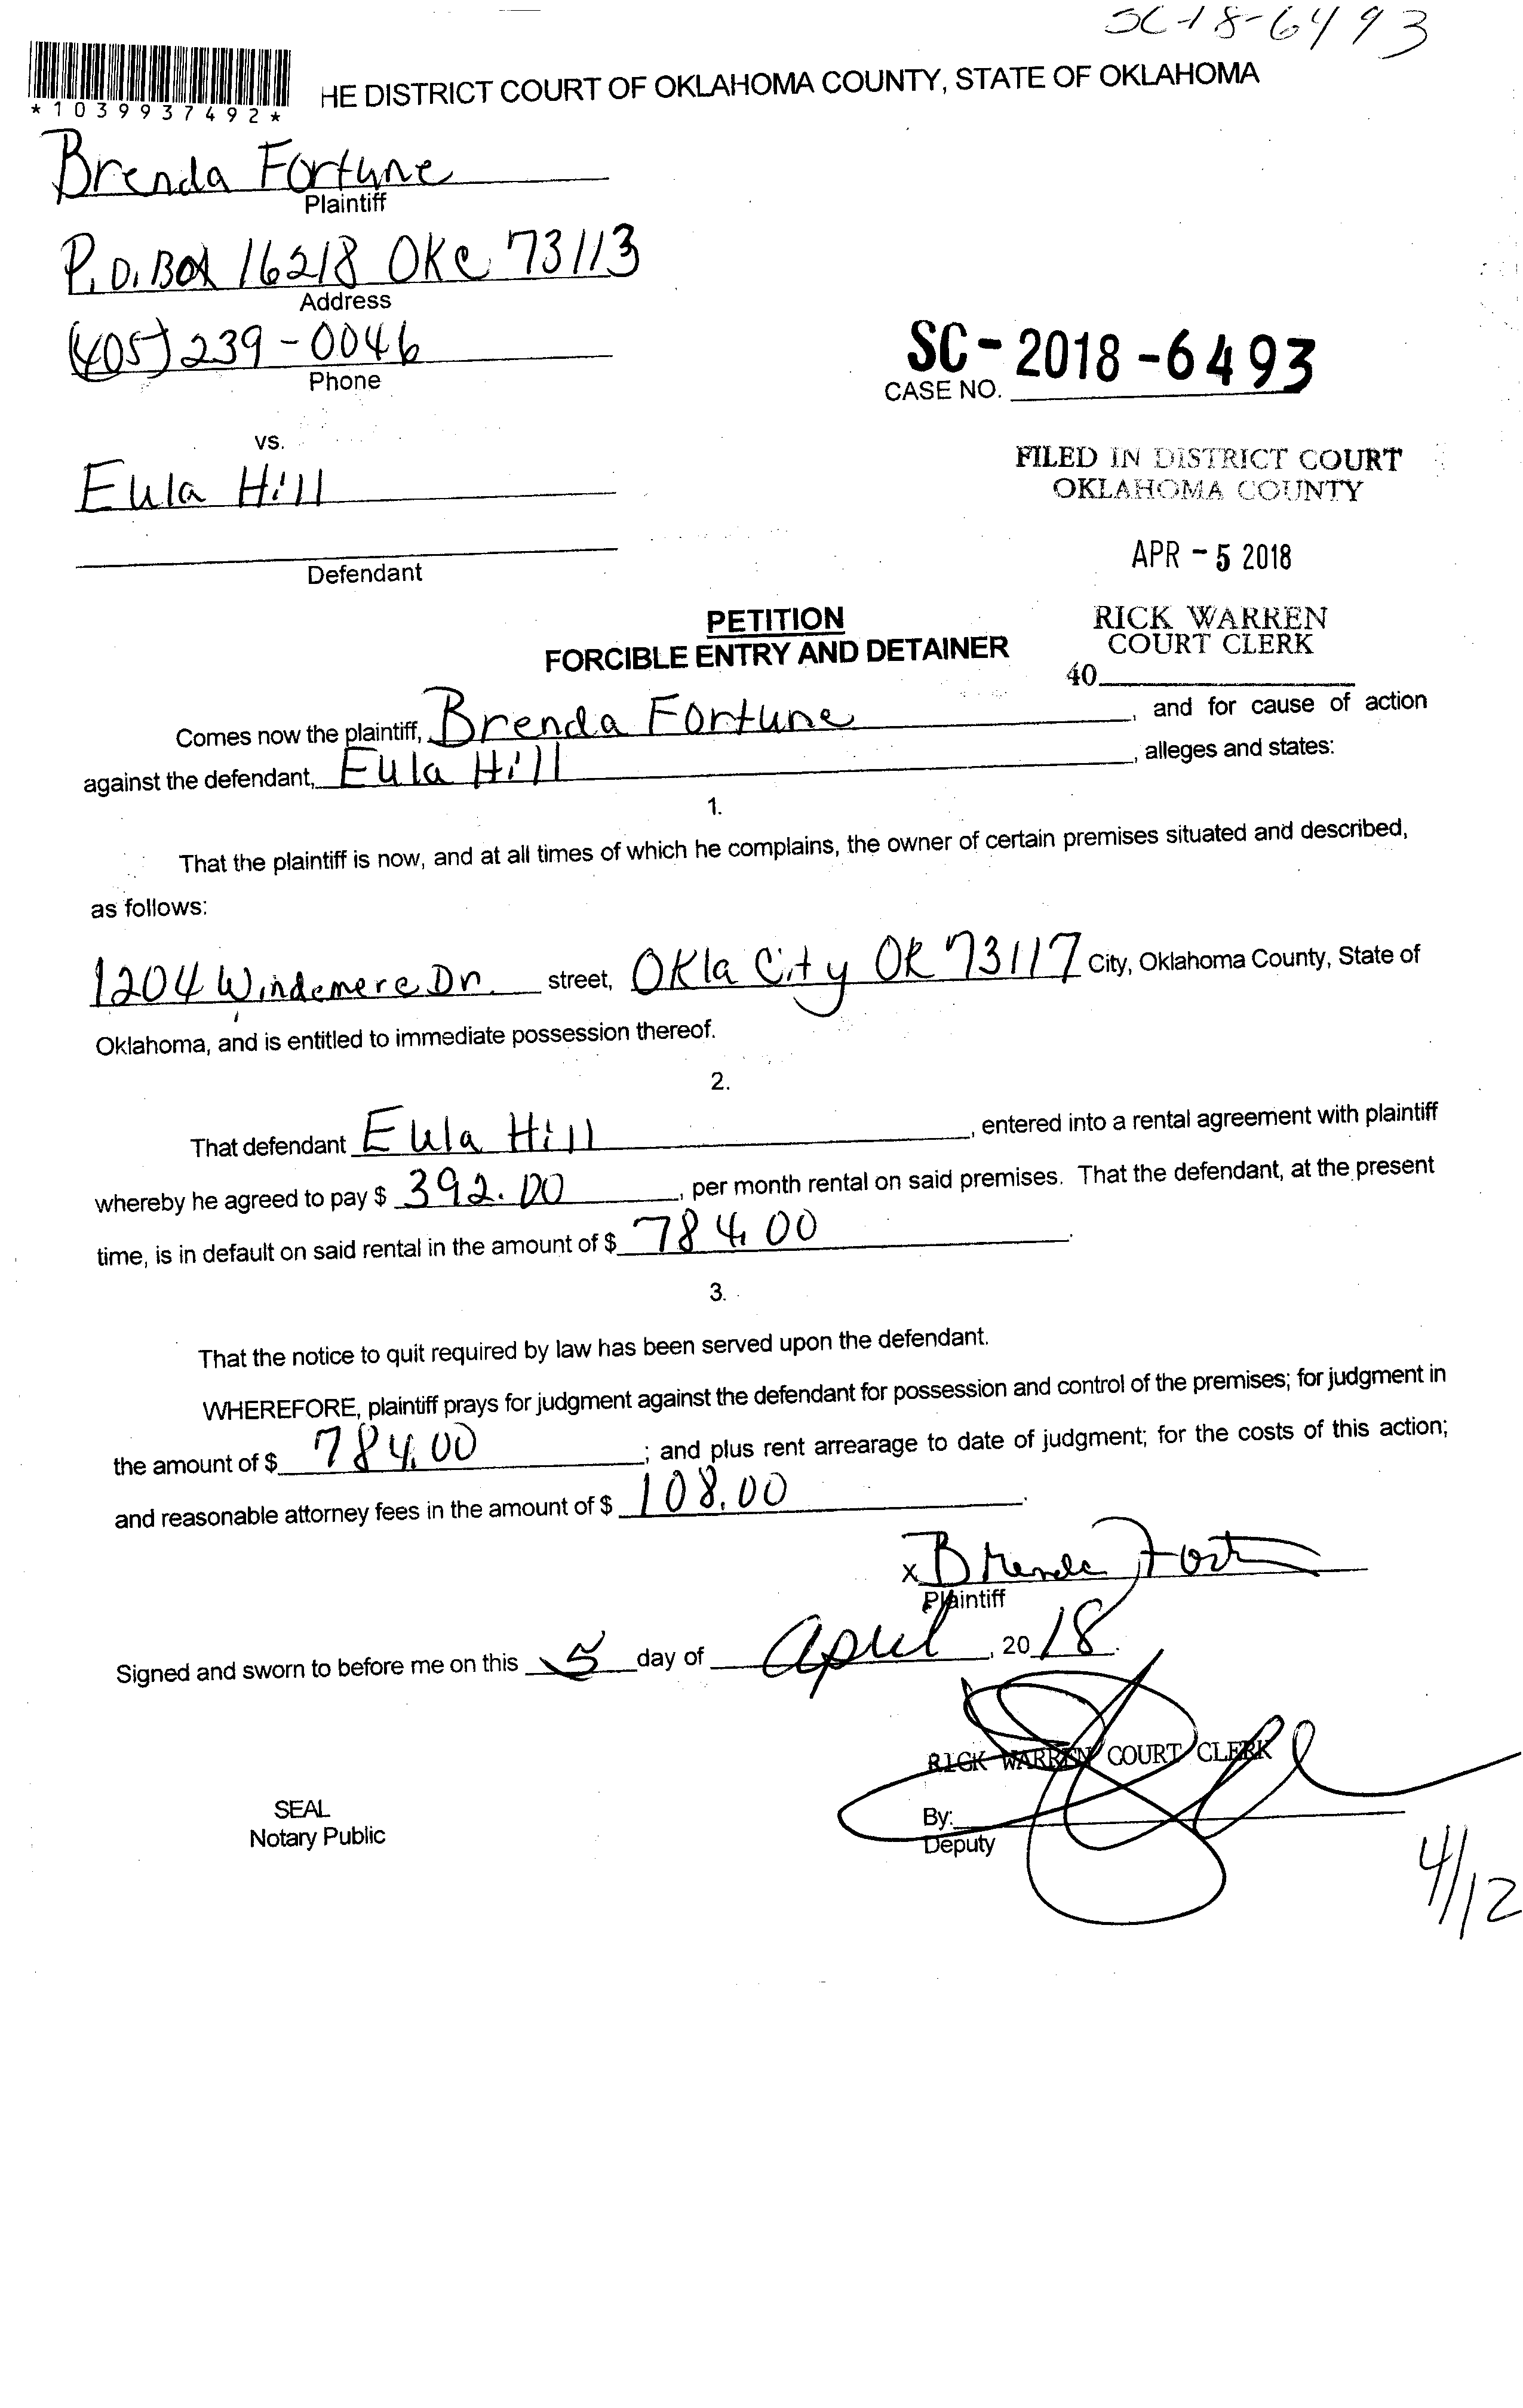 SC-18-6493
HE DISTRICT COURT OF OKLAHOMA COUNTY, STATE OF OKLAHOMA
*1039937492*
Brenda Fortune
Plaintiff
P.O. Box 16218 OKC 73113
Address
(405) 239-0046
Phone
SC-2018-6493
CASE NO.
vs.
Eula Hill
Defendant
FILED IN DISTRICT COURT
OKLAHOMA COUNTY
APR - 5 2018
RICK WARREN
COURT CLERK
40
PETITION
FORCIBLE ENTRY AND DETAINER
Comes now the plaintiff, Brenda Fortune, and for cause of action
against the defendant, Eula Hill, alleges and states:
1.
That the plaintiff is now, and at all times of which he complains, the owner of certain premises situated and described,
as follows:
1204 Windemere Dr. street, Okla City OK 73117 City, Oklahoma County, State of
Oklahoma, and is entitled to immediate possession thereof.
2.
That defendant Eula Hill, entered into a rental agreement with plaintiff
whereby he agreed to pay $ 392.00, per month rental on said premises. That the defendant, at the present
time, is in default on said rental in the amount of $ 784.00.
3.
That the notice to quit required by law has been served upon the defendant.
WHEREFORE, plaintiff prays for judgment against the defendant for possession and control of the premises; for judgment in
the amount of $ 784.00; and plus rent arrearage to date of judgment; for the costs of this action;
and reasonable attorney fees in the amount of $ 108.00.
x Brenda Fortune
Plaintiff
Signed and sworn to before me on this 5 day of April, 2018.
RICK WARREN COURT CLERK
SEAL
Notary Public
By:
Deputy
4/12